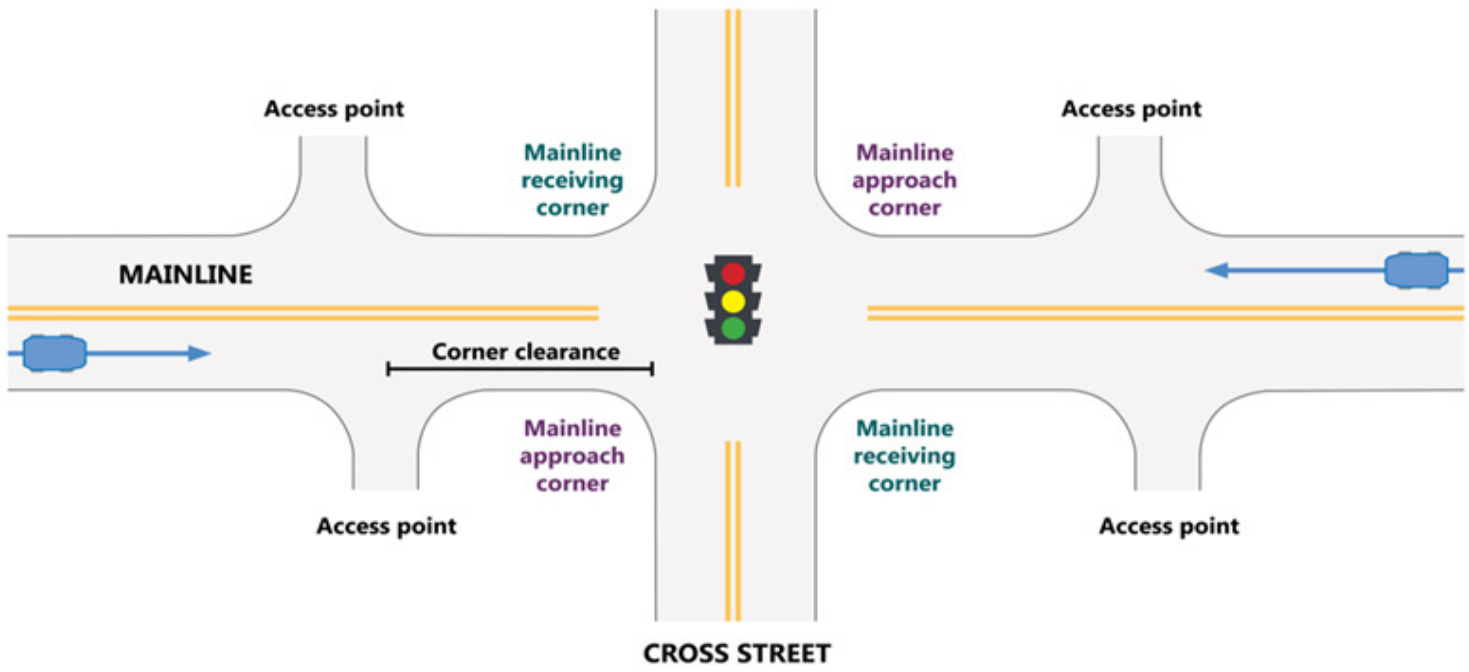 Access point
Access point
Mainline
receiving
corner
Mainline
approach
corner
MAINLINE
Corner clearance
Mainline
approach
corner
Mainline
receiving
corner
Access point
Access point
CROSS STREET